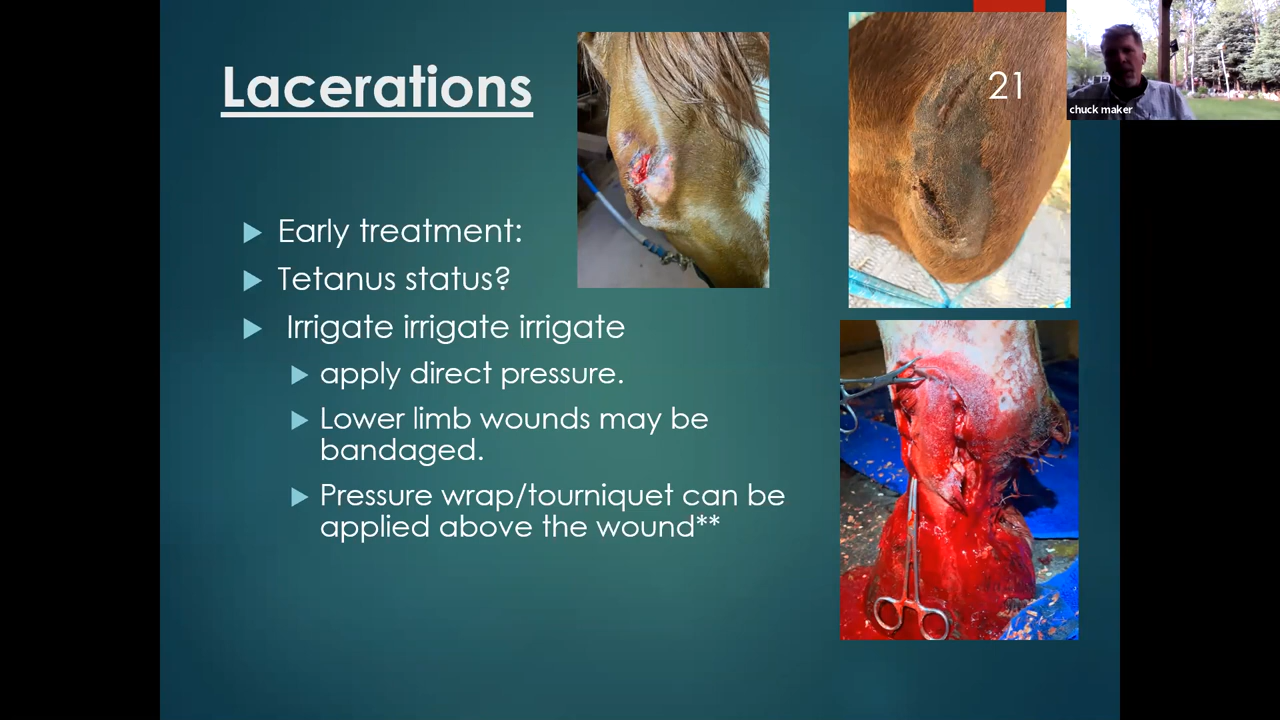 Lacerations
21
chuck maker
Early treatment:
Tetanus status?
Irrigate irrigate irrigate
apply direct pressure.
Lower limb wounds may be
bandaged.
Pressure wrap/tourniquet can be
applied above the wound**